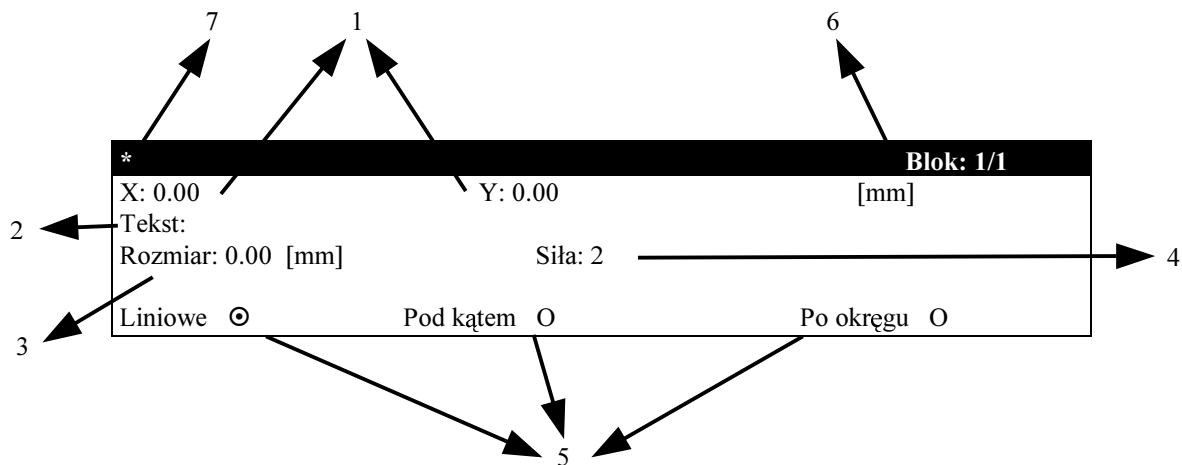 7 1 6
* Blok: 1/1
X: 0.00 Y: 0.00 [mm]
2 Tekst:
Rozmiar: 0.00 [mm] Siła: 2 4
Liniowe ⊙ Pod kątem O Po okręgu O
3
5